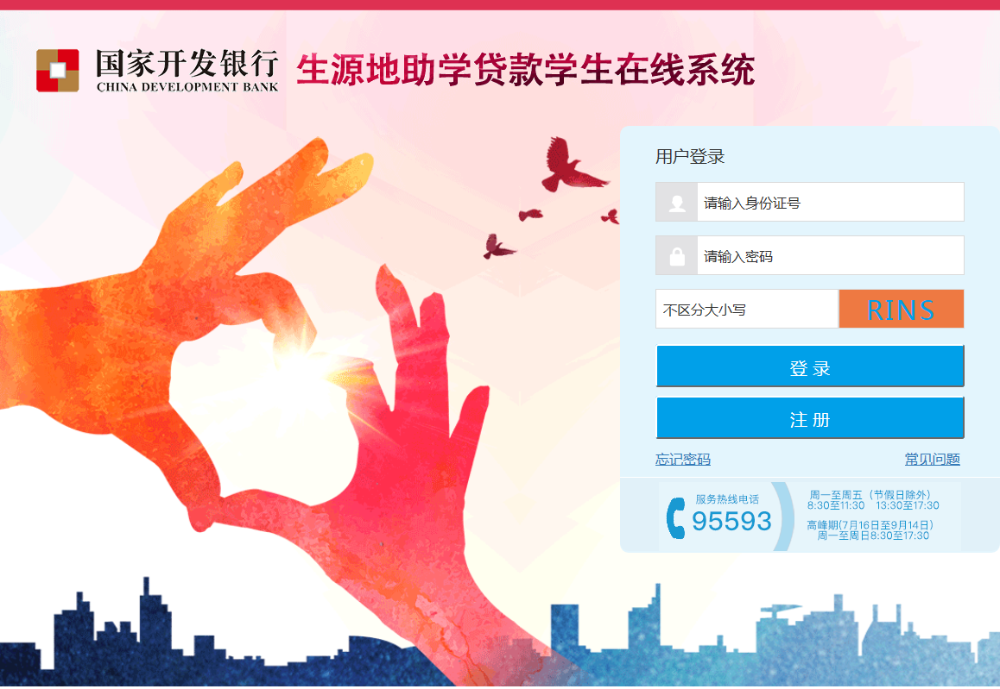 国家开发银行
CHINA DEVELOPMENT BANK
生源地助学贷款学生在线系统
用户登录
请输入身份证号
请输入密码
不区分大小写
RINS
登 录
注 册
忘记密码 常见问题
服务热线电话
95593
周一至周五（节假日除外）
8:30至11:30 13:30至17:30
高峰期(7月16日至9月14日)
周一至周日8:30至17:30